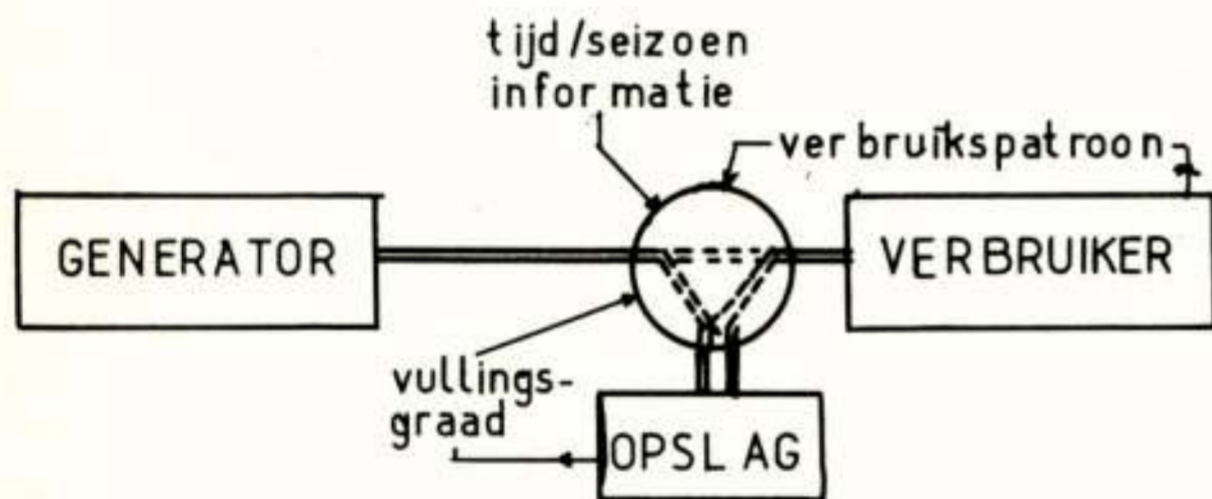 tijd/seizoen
informatie
verbruikspatroon
GENERATOR
VERBRUIKER
vullings-
graad
OPSLAG